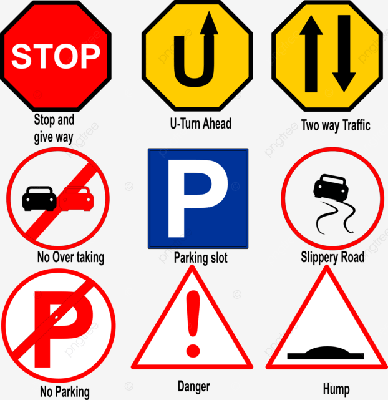 STOP
Stop and
give way
U-Turn Ahead
Two way Traffic
No Over taking
P
Parking slot
Slippery Road
P
No Parking
!
Danger
Hump